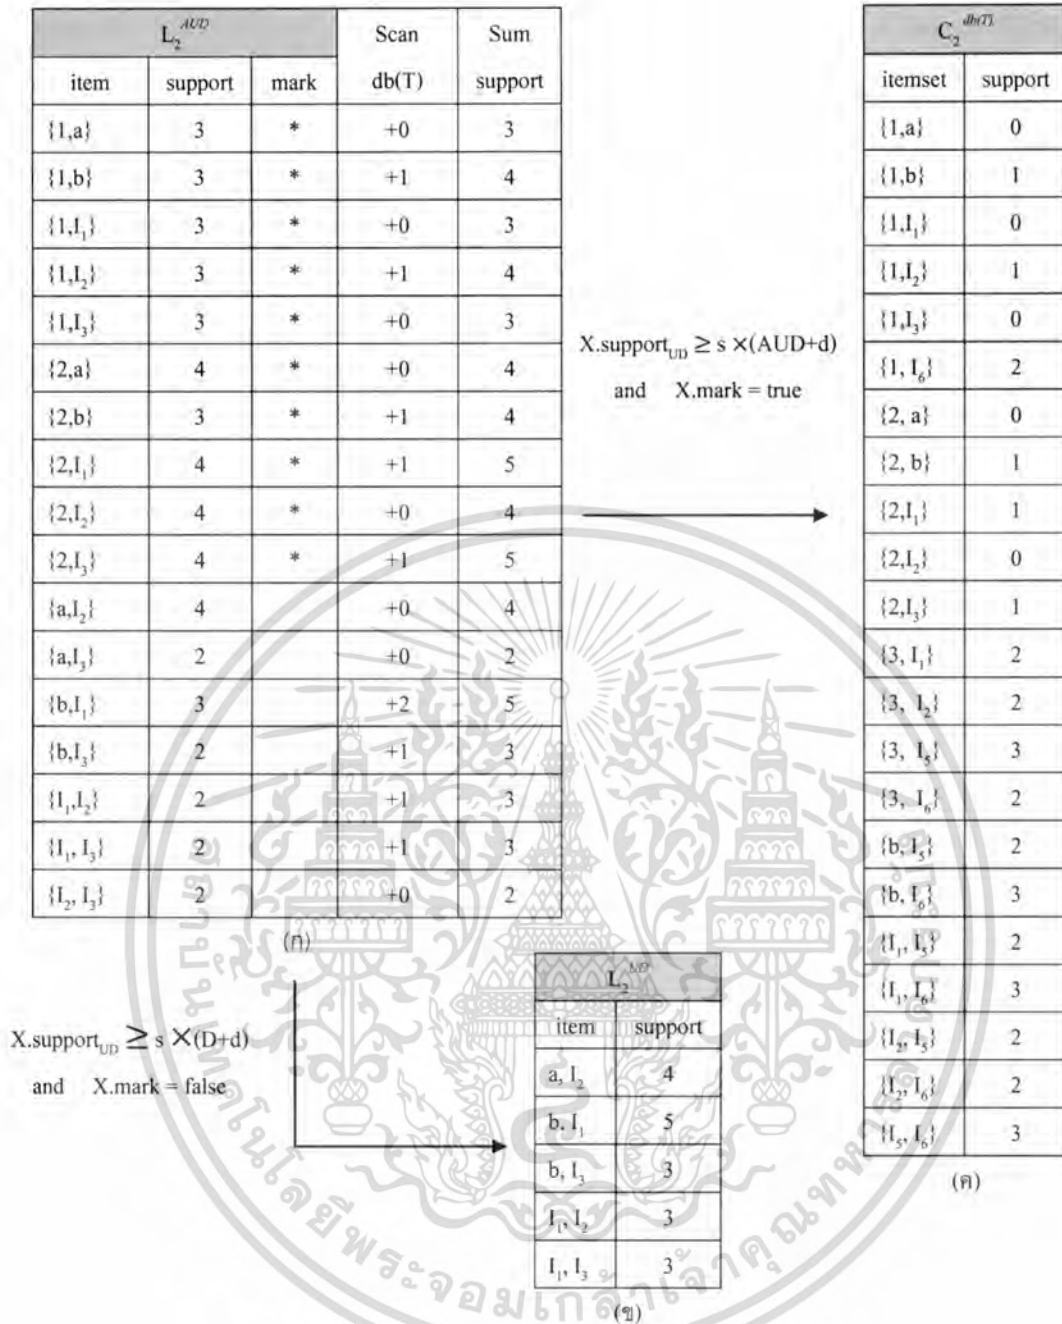 L₂ᴬᵁᴰ Scan Sum
item support mark db(T) support
{1,a} 3 * +0 3
{1,b} 3 * +1 4
{1,I₁} 3 * +0 3
{1,I₂} 3 * +1 4
{1,I₃} 3 * +0 3
{2,a} 4 * +0 4
{2,b} 3 * +1 4
{2,I₁} 4 * +1 5
{2,I₂} 4 * +0 4
{2,I₃} 4 * +1 5
{a,I₂} 4 +0 4
{a,I₃} 2 +0 2
{b,I₁} 3 +2 5
{b,I₃} 2 +1 3
{I₁,I₂} 2 +1 3
{I₁, I₃} 2 +1 3
{I₂, I₃} 2 +0 2
(ก)
X.support_UD ≥ s ×(AUD+d)
and X.mark = true
C₂^db(T)
itemset support
{1,a} 0
{1,b} 1
{1,I₁} 0
{1,I₂} 1
{1,I₃} 0
{1, I₆} 2
{2, a} 0
{2, b} 1
{2,I₁} 1
{2,I₂} 0
{2,I₃} 1
{3, I₁} 2
{3, I₂} 2
{3, I₅} 3
{3, I₆} 2
{b, I₅} 2
{b, I₆} 3
{I₁, I₅} 2
{I₁, I₆} 3
{I₂, I₅} 2
{I₂, I₆} 2
{I₅, I₆} 3
(ค)
X.support_UD ≥ s ×(D+d)
and X.mark = false
L₂^UD
item support
a, I₂ 4
b, I₁ 5
b, I₃ 3
I₁, I₂ 3
I₁, I₃ 3
(ข)